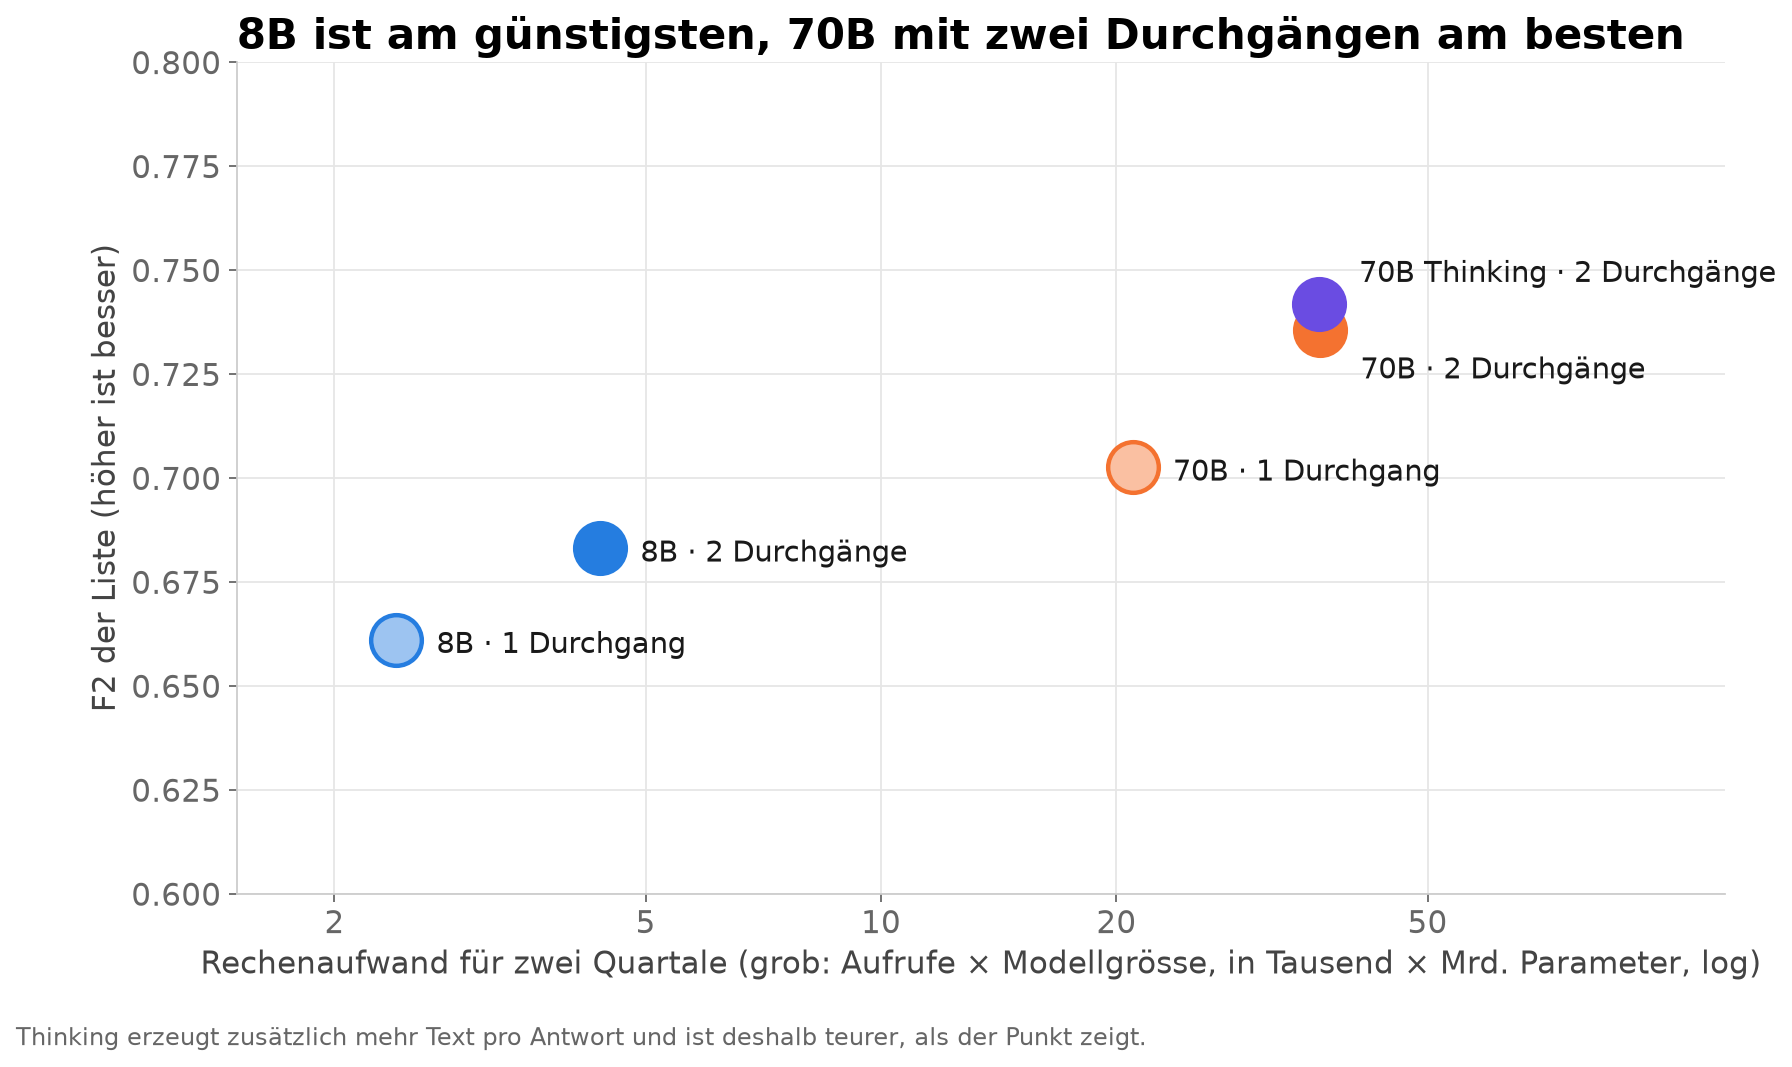 8B ist am günstigsten, 70B mit zwei Durchgängen am besten
F2 der Liste (höher ist besser)
0.800
0.775
0.750
0.725
0.700
0.675
0.650
0.625
0.600
70B Thinking · 2 Durchgänge
70B · 2 Durchgänge
70B · 1 Durchgang
8B · 2 Durchgänge
8B · 1 Durchgang
2 5 10 20 50
Rechenaufwand für zwei Quartale (grob: Aufrufe × Modellgrösse, in Tausend × Mrd. Parameter, log)
Thinking erzeugt zusätzlich mehr Text pro Antwort und ist deshalb teurer, als der Punkt zeigt.